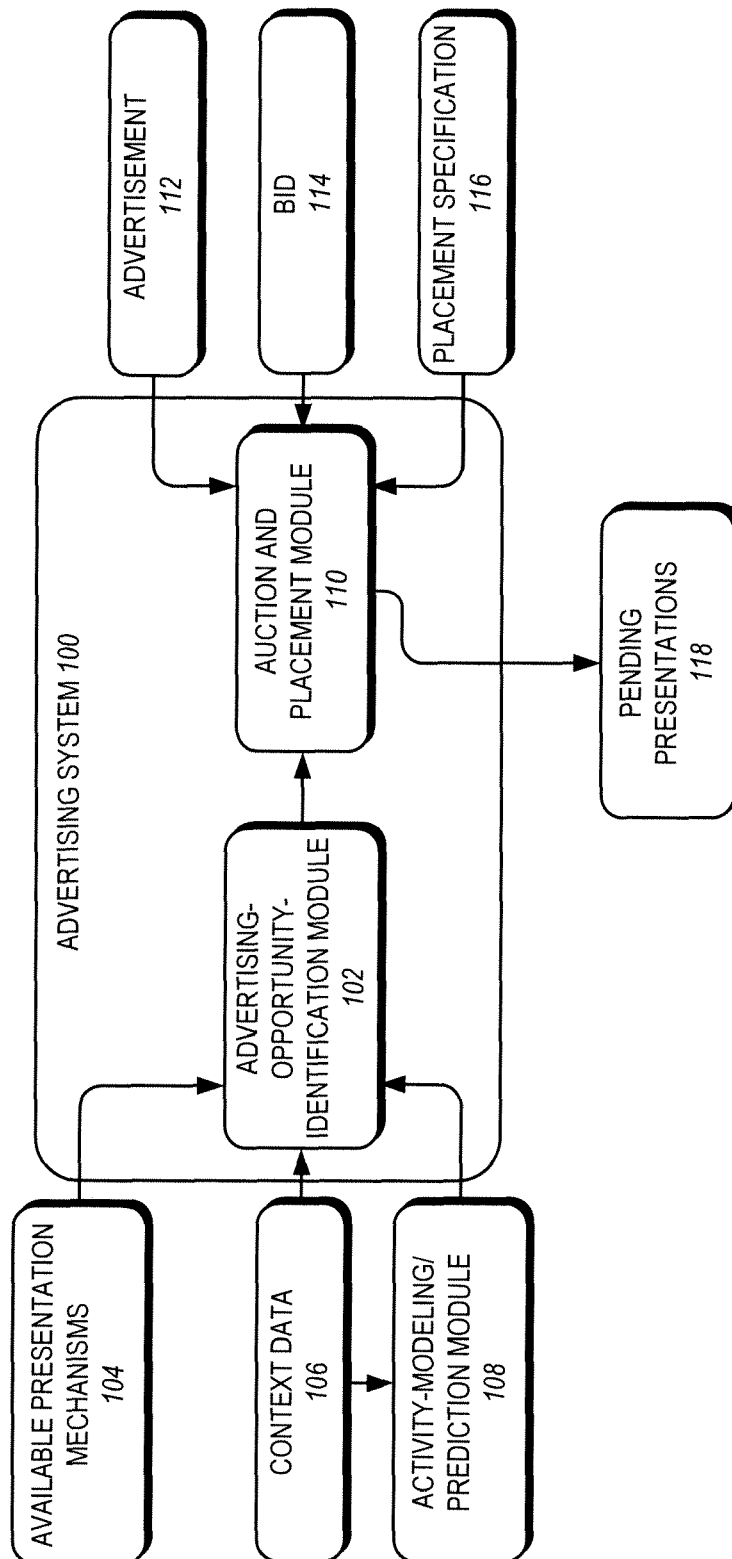 ADVERTISING SYSTEM 100
AVAILABLE PRESENTATION
MECHANISMS
104
CONTEXT DATA
106
ACTIVITY-MODELING/
PREDICTION MODULE
108
ADVERTISING-
OPPORTUNITY-
IDENTIFICATION MODULE
102
AUCTION AND
PLACEMENT MODULE
110
ADVERTISEMENT
112
BID
114
PLACEMENT SPECIFICATION
116
PENDING
PRESENTATIONS
118